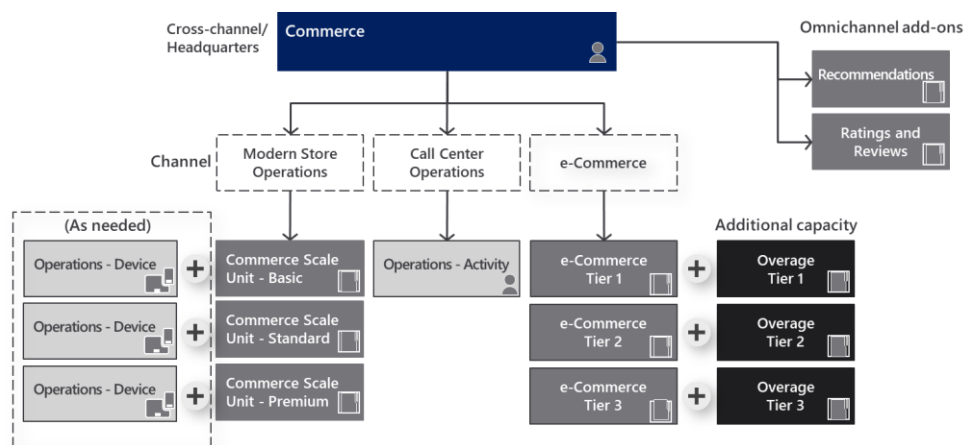 Cross-channel/
Headquarters
Commerce
Omnichannel add-ons
Recommendations
Ratings and
Reviews
Channel
Modern Store
Operations
Call Center
Operations
e-Commerce
(As needed)
Additional capacity
Operations - Device
+
Commerce Scale
Unit - Basic
Operations - Activity
e-Commerce
Tier 1
+
Overage
Tier 1
Operations - Device
+
Commerce Scale
Unit - Standard
e-Commerce
Tier 2
+
Overage
Tier 2
Operations - Device
+
Commerce Scale
Unit - Premium
e-Commerce
Tier 3
+
Overage
Tier 3